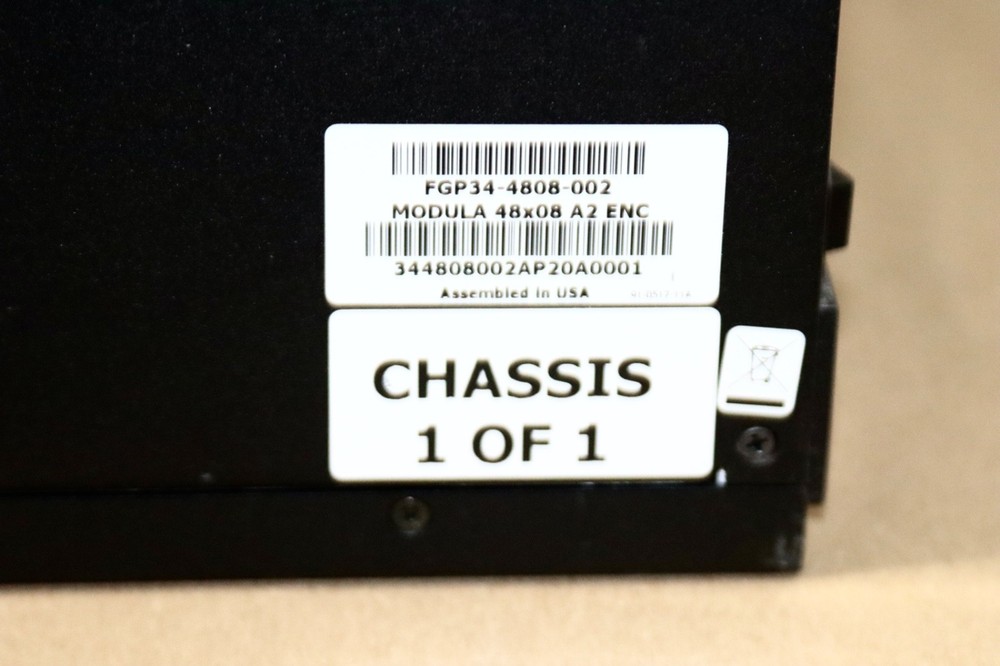 FGP34-4808-002
MODULA 48x08 A2 ENC
344808002AP20A0001
Assembled in USA
CHASSIS
1 OF 1